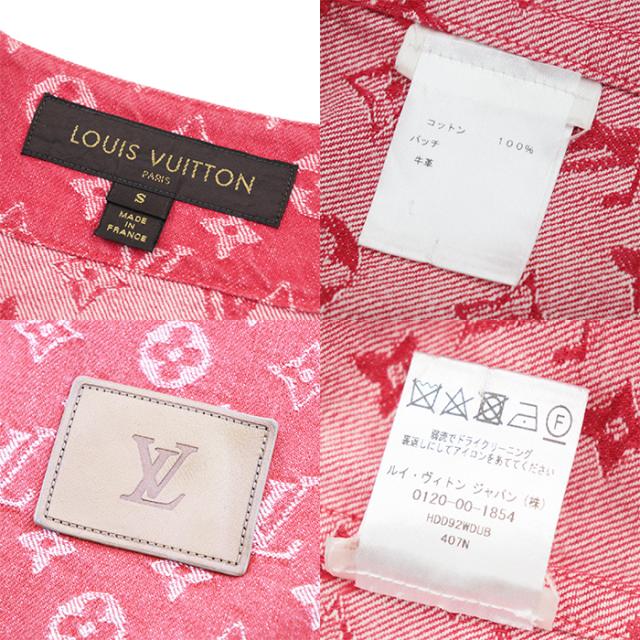 LOUIS VUITTON
PARIS
S
MADE
IN
FRANCE
コットン 100%
パッチ
牛革
LV
F
弱流でドライクリーニング
裏返しにしてアイロンをあててください
ルイ・ヴィトン ジャパン (株)
0120-00-1854
HDD92WDUB
407N